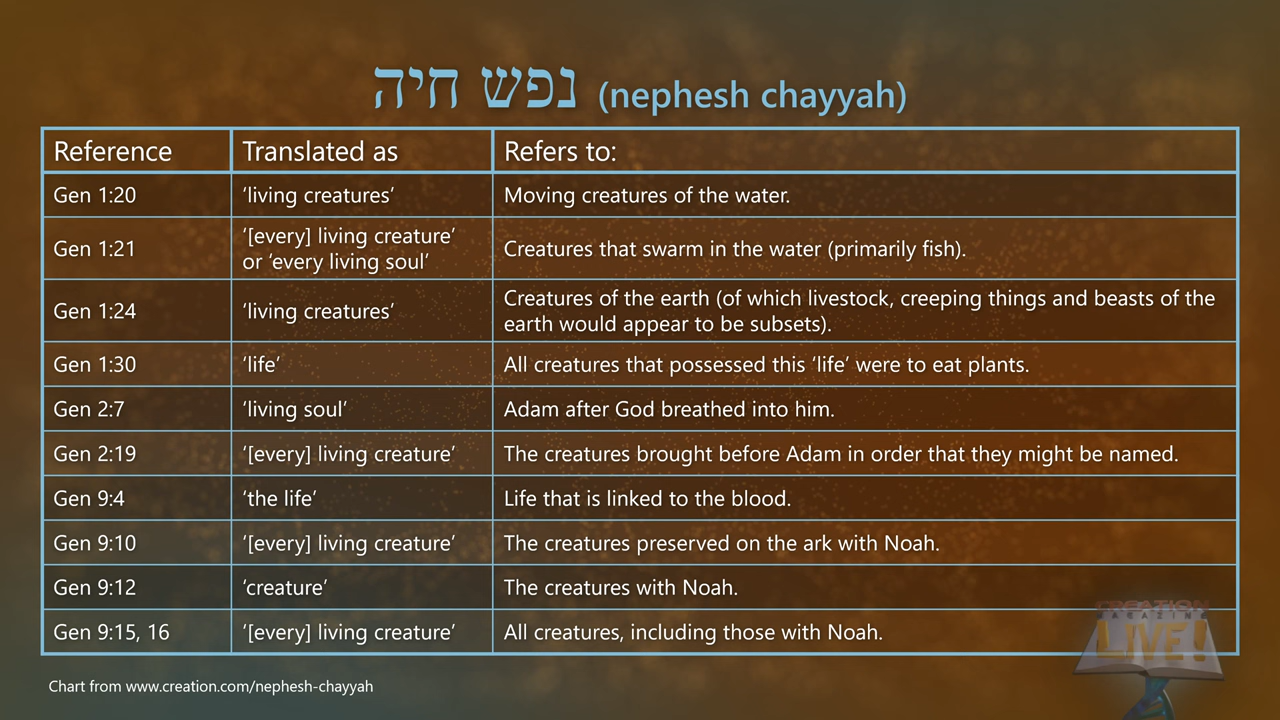 נפש חיה (nephesh chayyah)
Reference Translated as Refers to:
Gen 1:20 ‘living creatures’ Moving creatures of the water.
Gen 1:21 ‘[every] living creature’ or ‘every living soul’ Creatures that swarm in the water (primarily fish).
Gen 1:24 ‘living creatures’ Creatures of the earth (of which livestock, creeping things and beasts of the earth would appear to be subsets).
Gen 1:30 ‘life’ All creatures that possessed this ‘life’ were to eat plants.
Gen 2:7 ‘living soul’ Adam after God breathed into him.
Gen 2:19 ‘[every] living creature’ The creatures brought before Adam in order that they might be named.
Gen 9:4 ‘the life’ Life that is linked to the blood.
Gen 9:10 ‘[every] living creature’ The creatures preserved on the ark with Noah.
Gen 9:12 ‘creature’ The creatures with Noah.
Gen 9:15, 16 ‘[every] living creature’ All creatures, including those with Noah.
CREATION
MAGAZINE
LIVE!
Chart from www.creation.com/nephesh-chayyah